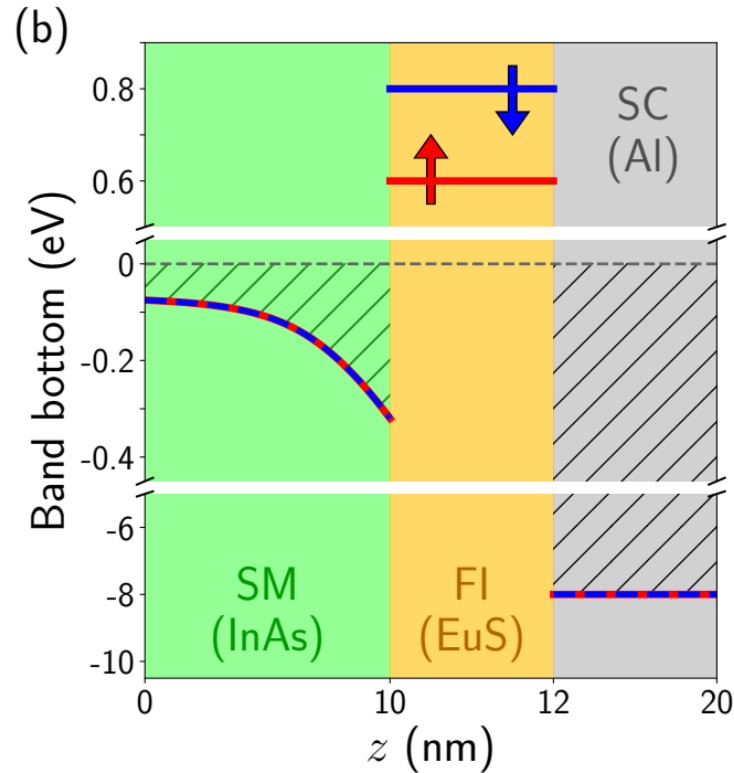 (b)
Band bottom (eV)
0.8
0.6
0
-0.2
-0.4
-6
-8
-10
SC
(Al)
SM
(InAs)
FI
(EuS)
0
10
12
20
z (nm)